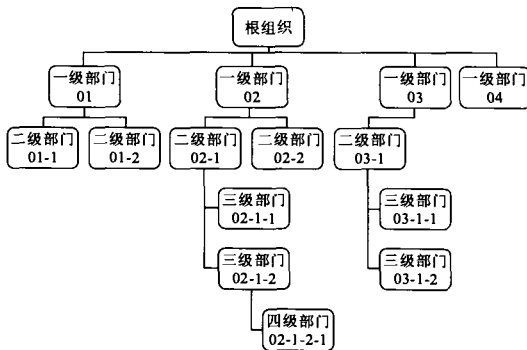 根组织
一级部门
01
一级部门
02
一级部门
03
一级部门
04
二级部门
01-1
二级部门
01-2
二级部门
02-1
二级部门
02-2
二级部门
03-1
三级部门
02-1-1
三级部门
03-1-1
三级部门
02-1-2
三级部门
03-1-2
四级部门
02-1-2-1